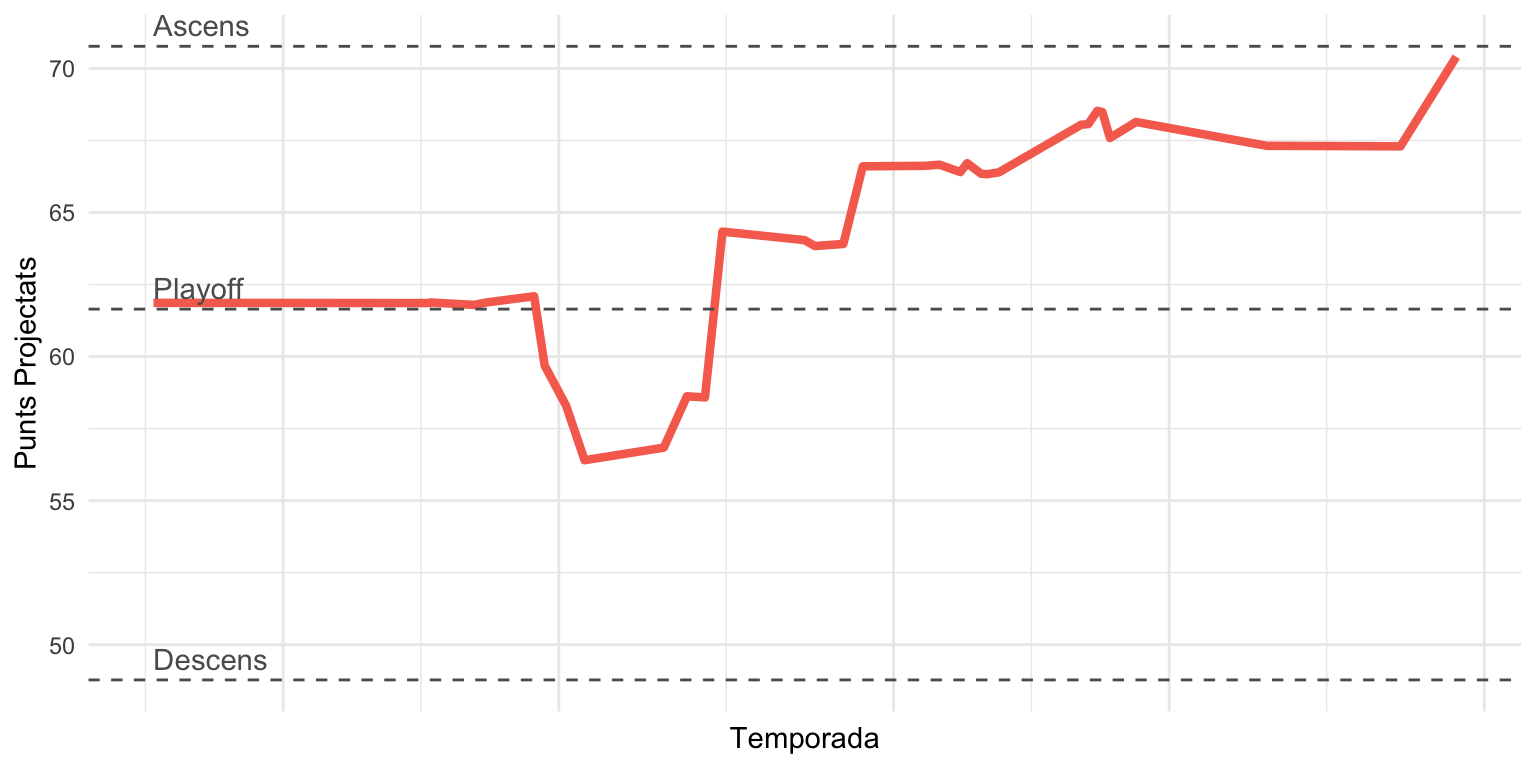 Ascens
70
65
Playoff
60
55
50
Descens
Punts Projectats
Temporada